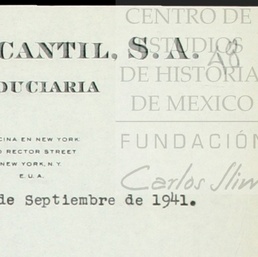 CANTIL, S. A.
DUCIARIA
CINA EN NEW YORK
RECTOR STREET
NEW YORK, N. Y.
E. U. A.
de Septiembre de 1941.
CENTRO DE
ESTUDIOS
DE HISTORIA
DE MEXICO
FUNDACIÓN
Carlos Slim
A8